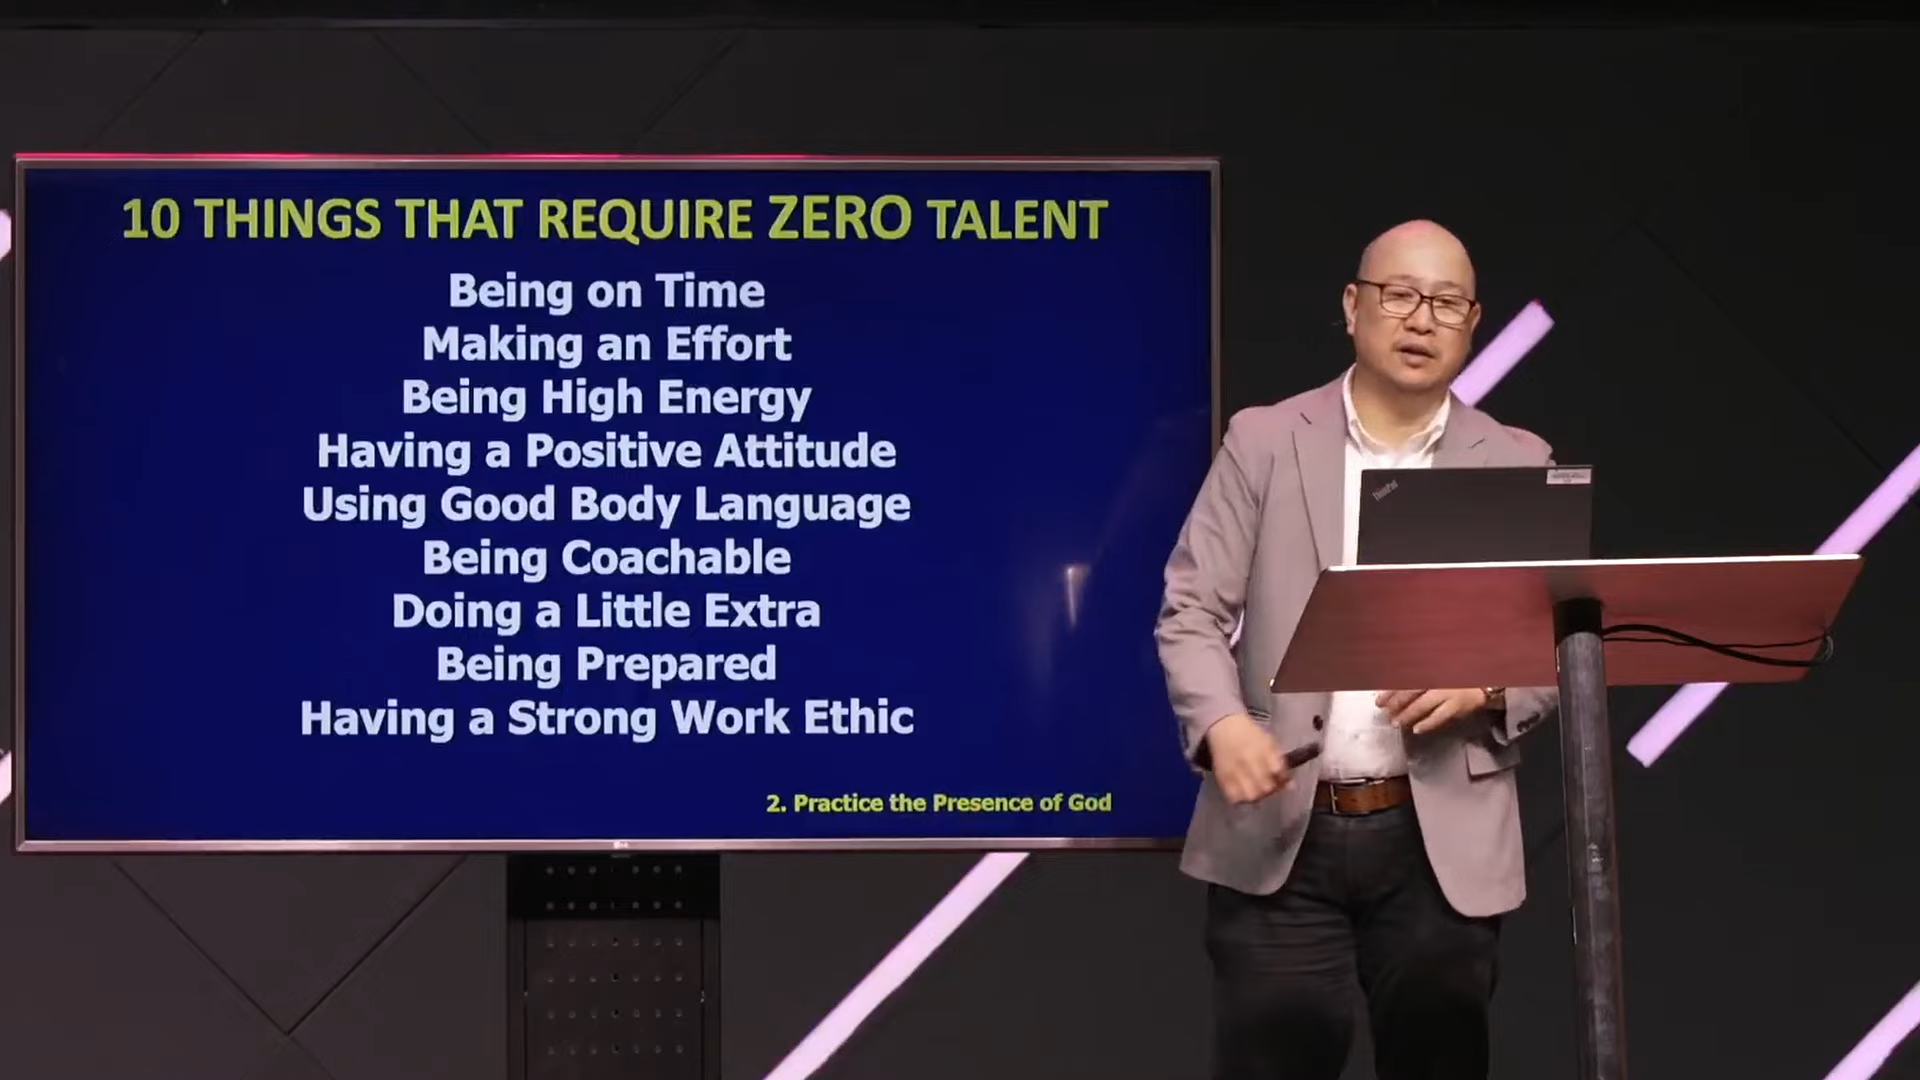 10 THINGS THAT REQUIRE ZERO TALENT
Being on Time
Making an Effort
Being High Energy
Having a Positive Attitude
Using Good Body Language
Being Coachable
Doing a Little Extra
Being Prepared
Having a Strong Work Ethic
2. Practice the Presence of God
LG
ThinkPad